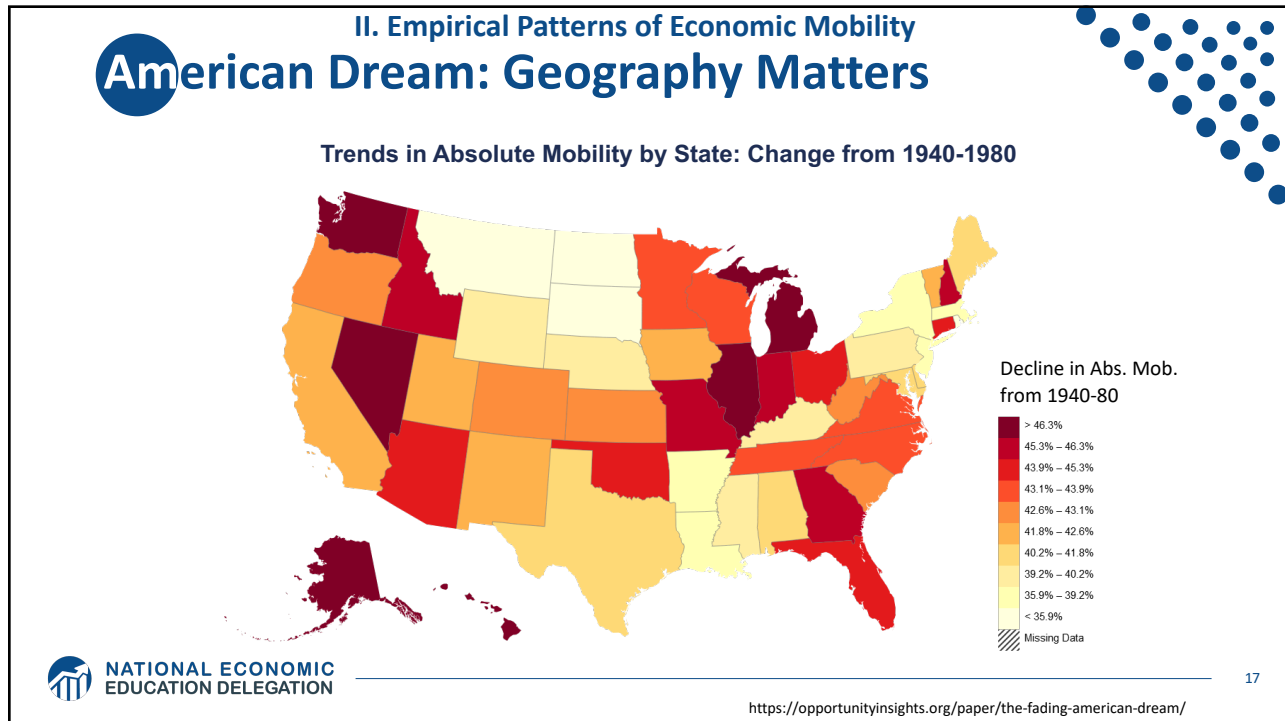 II. Empirical Patterns of Economic Mobility
American Dream: Geography Matters
Trends in Absolute Mobility by State: Change from 1940-1980
Decline in Abs. Mob.
from 1940-80
> 46.3%
45.3% – 46.3%
43.9% – 45.3%
43.1% – 43.9%
42.6% – 43.1%
41.8% – 42.6%
40.2% – 41.8%
39.2% – 40.2%
35.9% – 39.2%
< 35.9%
Missing Data
NATIONAL ECONOMIC
EDUCATION DELEGATION
17
https://opportunityinsights.org/paper/the-fading-american-dream/